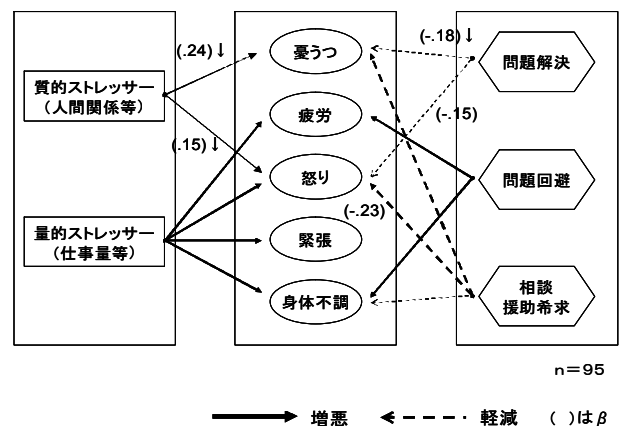 質的ストレッサー
（人間関係等）
量的ストレッサー
（仕事量等）
(.24)↓
(.15)↓
憂うつ
疲労
怒り
緊張
身体不調
(-.18)↓
(-.15)
(-.23)
問題解決
問題回避
相談
援助希求
n＝95
増悪
軽減
（ ）はβ